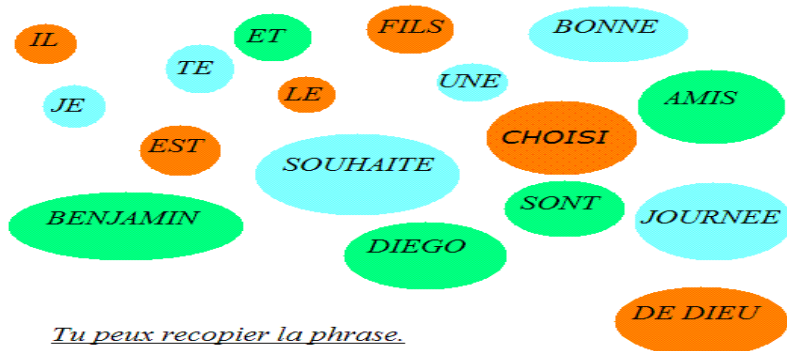 IL
ET
FILS
BONNE
TE
UNE
JE
LE
AMIS
EST
CHOISI
SOUHAITE
SONT
BENJAMIN
JOURNEE
DIEGO
DE DIEU
Tu peux recopier la phrase.